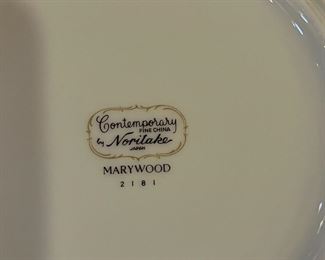 Contemporary
FINE CHINA
by Noritake
JAPAN
MARYWOOD
2181